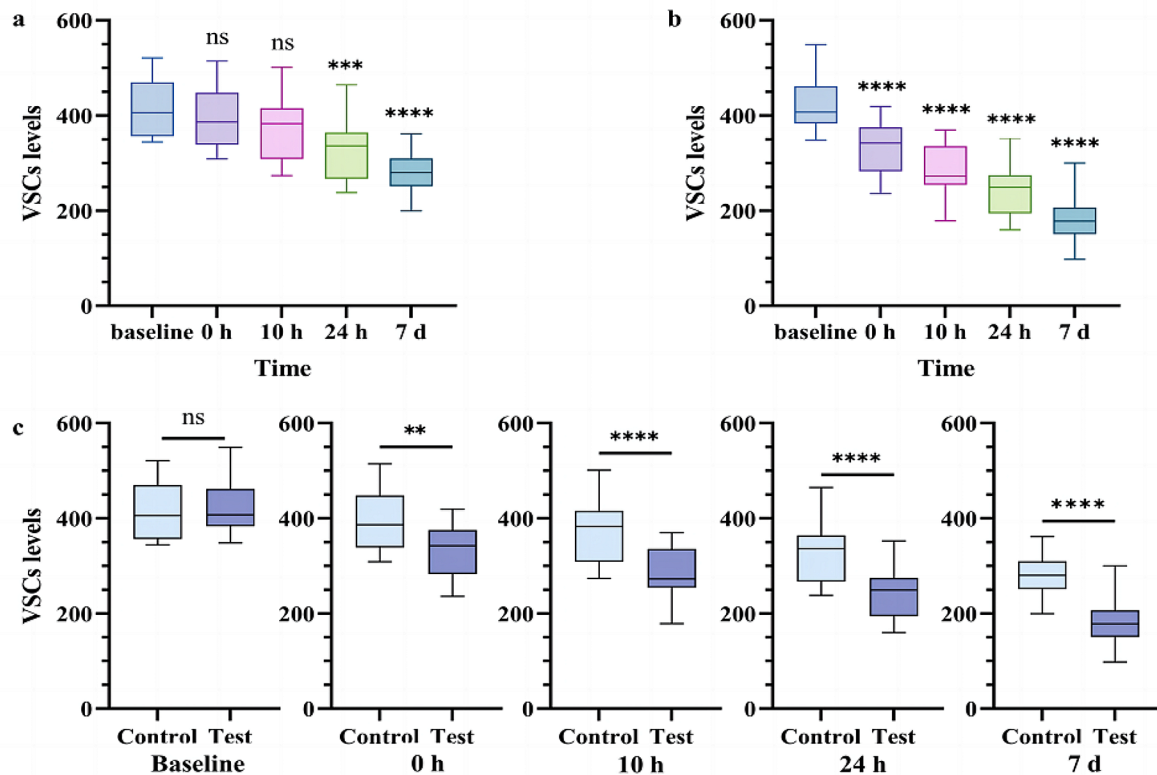 a
600
400
200
0
VSCs levels
ns
ns
***
****
baseline 0 h 10 h 24 h 7 d
Time
b
600
400
200
0
VSCs levels
****
****
****
****
baseline 0 h 10 h 24 h 7 d
Time
c
VSCs levels
600
400
200
0
ns
Control Test
Baseline
600
400
200
0
**
Control Test
0 h
600
400
200
0
****
Control Test
10 h
600
400
200
0
****
Control Test
24 h
600
400
200
0
****
Control Test
7 d